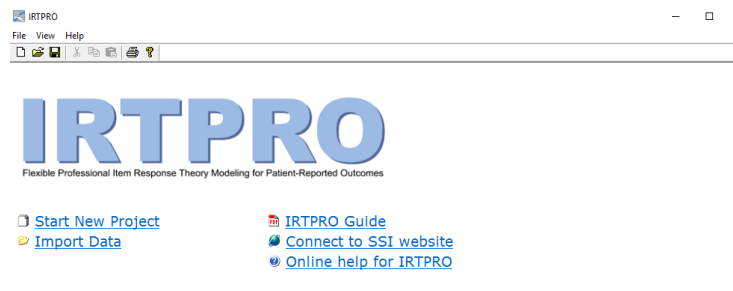 IRTPRO
File View Help
IRTPRO
Flexible Professional Item Response Theory Modeling for Patient-Reported Outcomes
Start New Project
IRTPRO Guide
Import Data
Connect to SSI website
Online help for IRTPRO